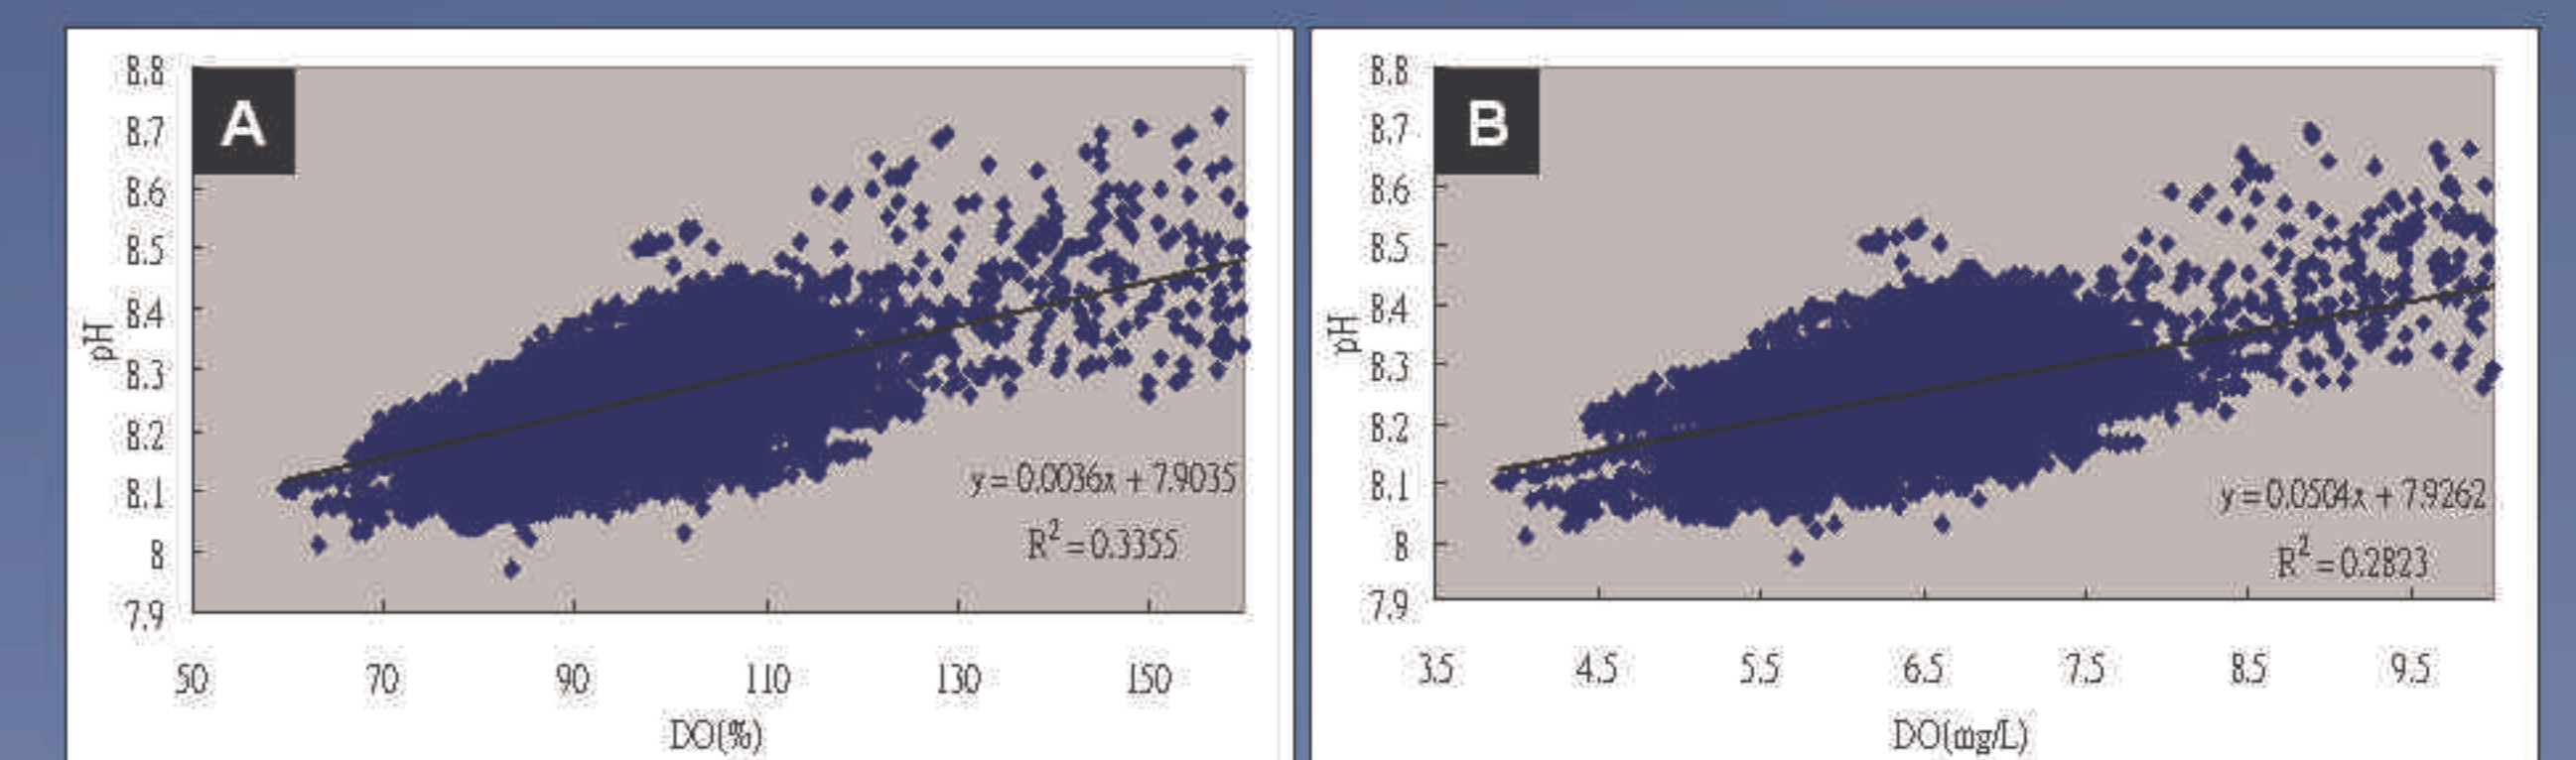 A
8.8
8.7
8.6
8.5
8.4
8.3
8.2
8.1
8
7.9
pH
y = 0.0036x + 7.9035
R² = 0.3355
50 70 90 110 130 150
DO(%)
B
8.8
8.7
8.6
8.5
8.4
8.3
8.2
8.1
8
7.9
pH
y = 0.0504x + 7.9262
R² = 0.2823
3.5 4.5 5.5 6.5 7.5 8.5 9.5
DO(mg/L)